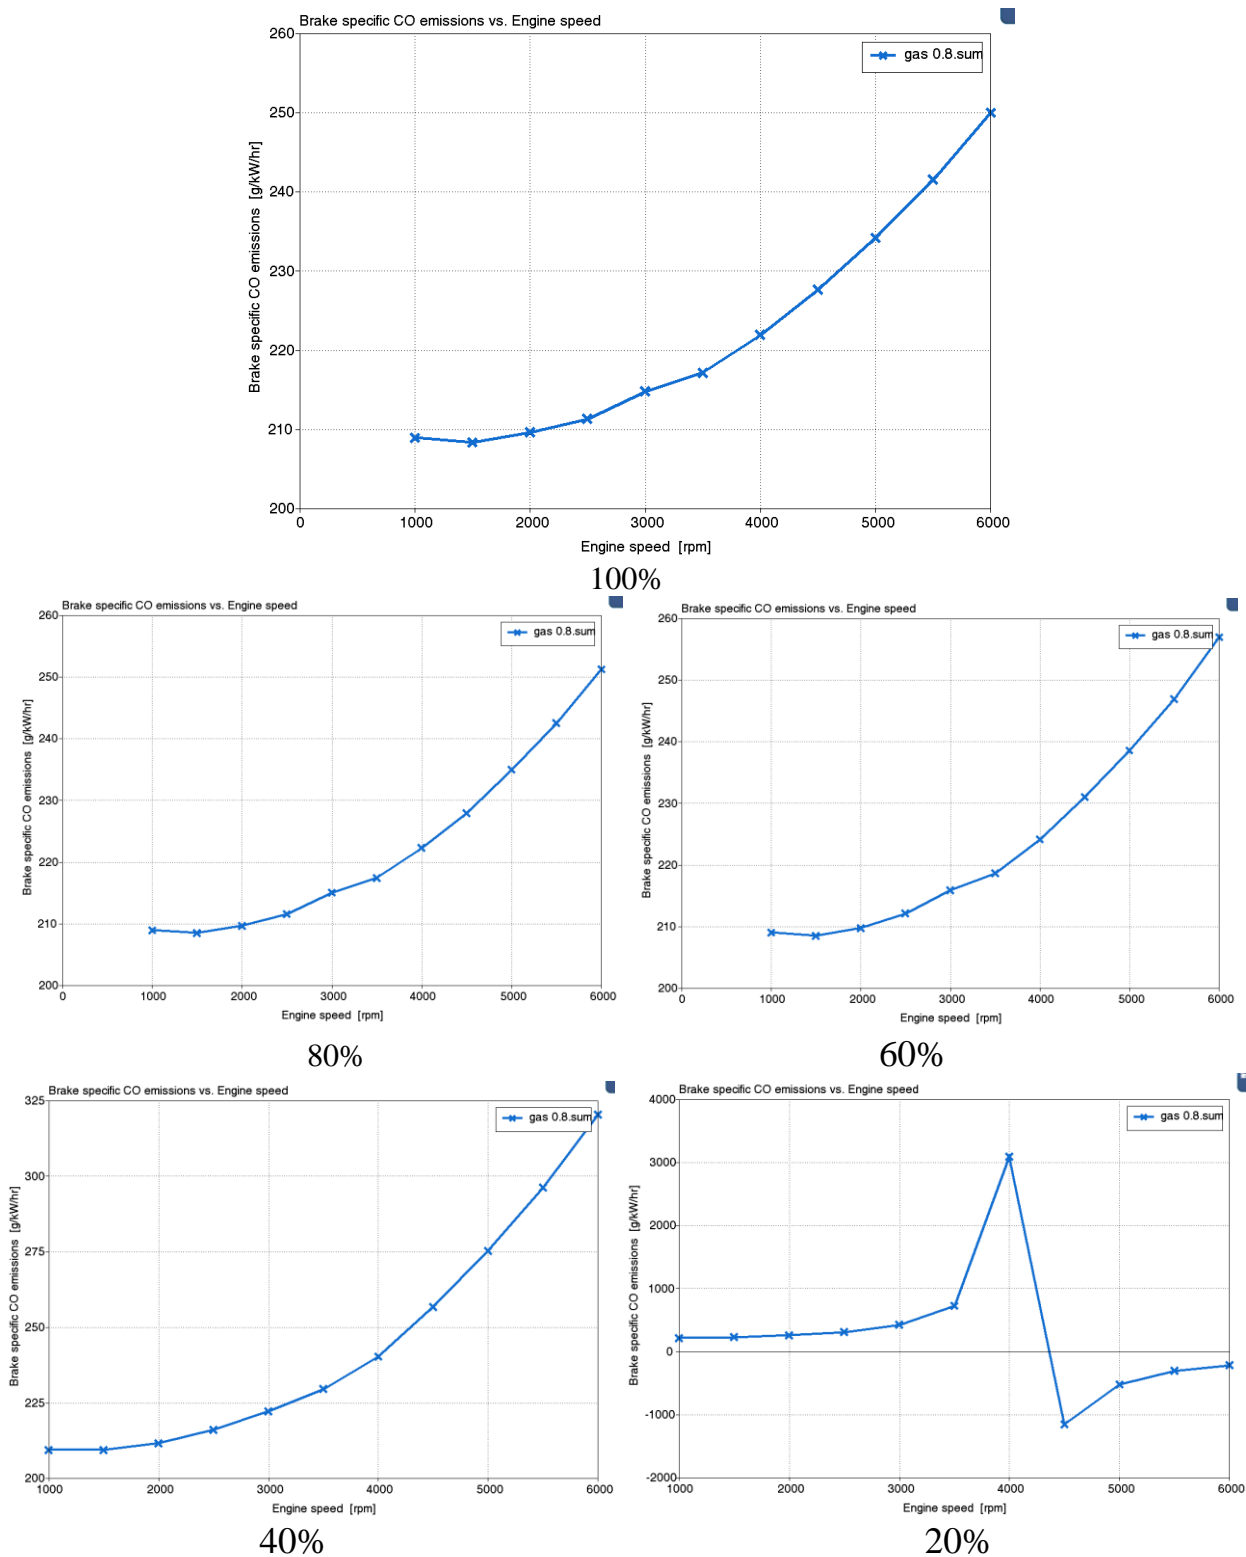 Brake specific CO emissions vs. Engine speed
260
gas 0.8.sum
250
240
230
220
210
200
Brake specific CO emissions [g/kW/hr]
0 1000 2000 3000 4000 5000 6000
Engine speed [rpm]
100%
Brake specific CO emissions vs. Engine speed
260
gas 0.8.sum
250
240
230
220
210
200
Brake specific CO emissions [g/kW/hr]
0 1000 2000 3000 4000 5000 6000
Engine speed [rpm]
80%
Brake specific CO emissions vs. Engine speed
260
gas 0.8.sum
250
240
230
220
210
200
Brake specific CO emissions [g/kW/hr]
0 1000 2000 3000 4000 5000 6000
Engine speed [rpm]
60%
Brake specific CO emissions vs. Engine speed
325
gas 0.8.sum
300
275
250
225
200
Brake specific CO emissions [g/kW/hr]
1000 2000 3000 4000 5000 6000
Engine speed [rpm]
40%
Brake specific CO emissions vs. Engine speed
4000
gas 0.8.sum
3000
2000
1000
0
-1000
-2000
Brake specific CO emissions [g/kW/hr]
1000 2000 3000 4000 5000 6000
Engine speed [rpm]
20%